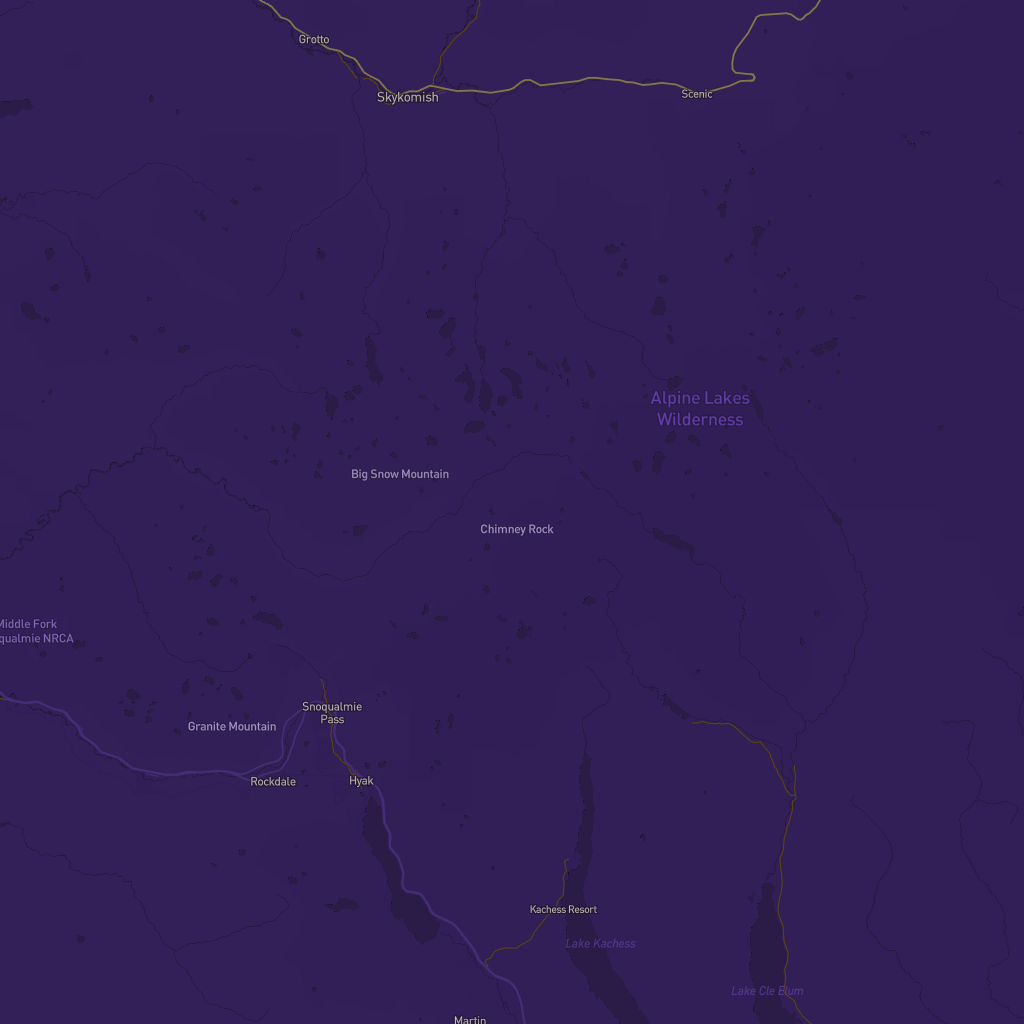 Grotto
Skykomish
Scenic
Alpine Lakes
Wilderness
Big Snow Mountain
Chimney Rock
Middle Fork
qualmie NRCA
Snoqualmie
Pass
Granite Mountain
Rockdale
Hyak
Kachess Resort
Lake Kachess
Lake Cle Elum
Martin